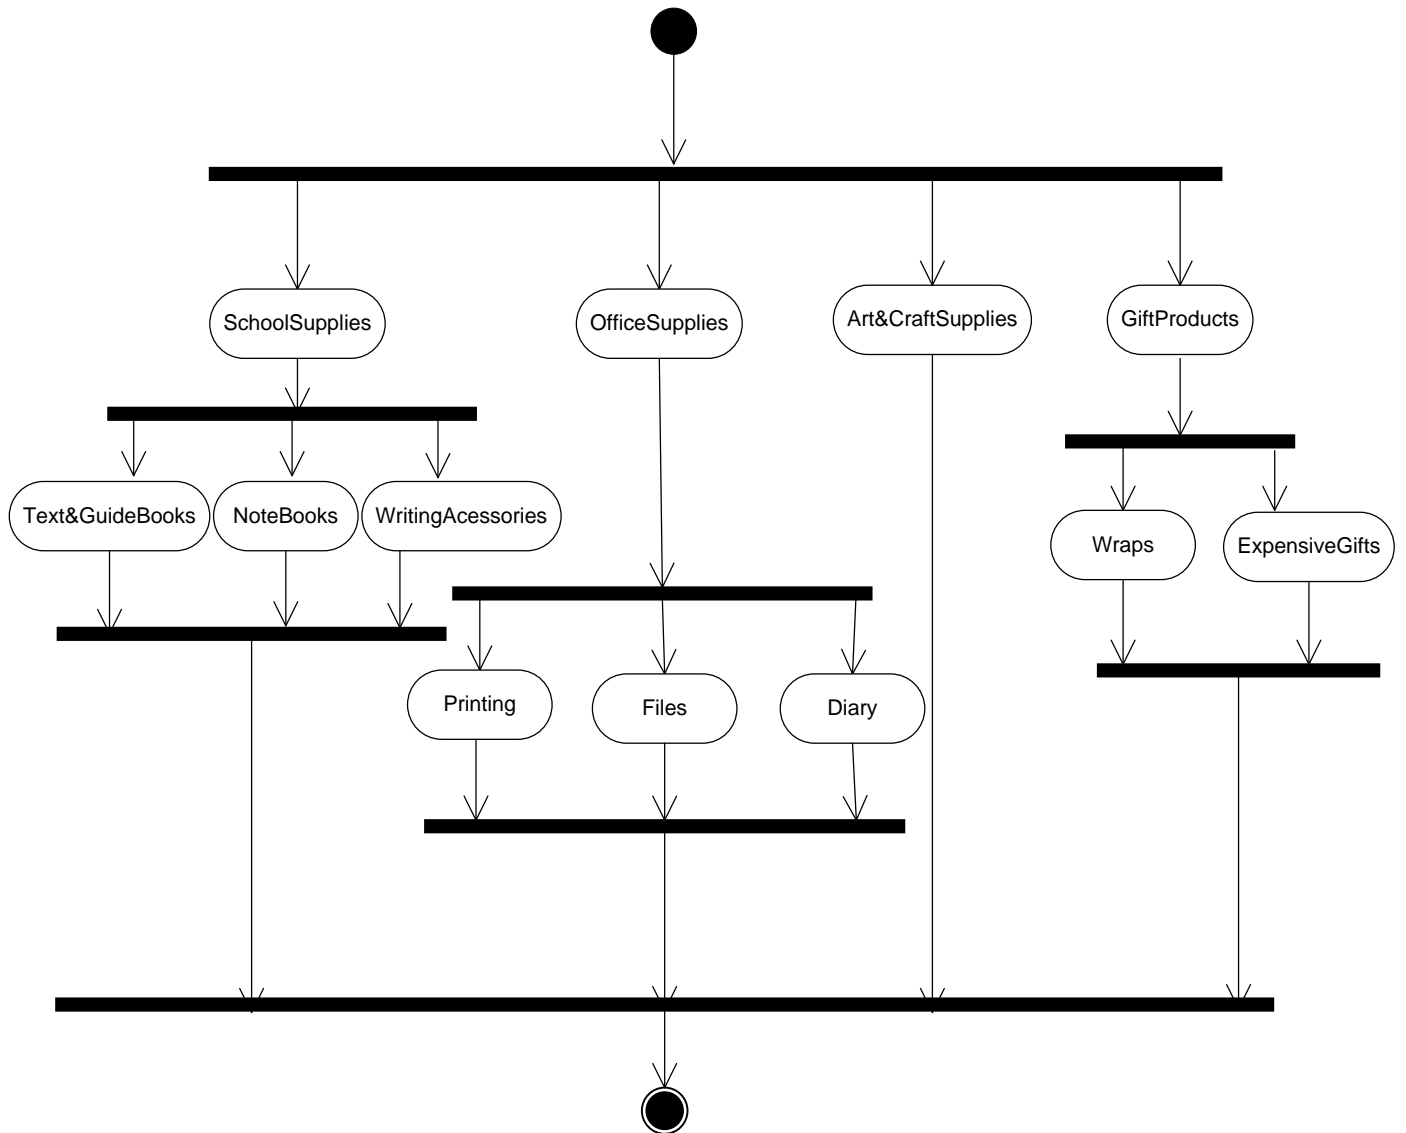 SchoolSupplies
OfficeSupplies
Art&CraftSupplies
GiftProducts
Text&GuideBooks
NoteBooks
WritingAcessories
Wraps
ExpensiveGifts
Printing
Files
Diary